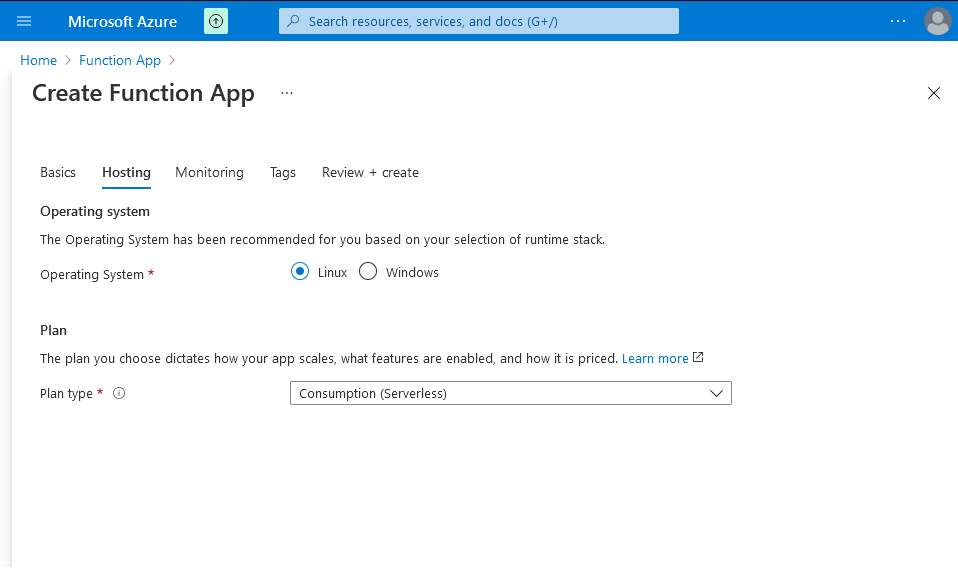 Microsoft Azure Search resources, services, and docs (G+/) ...
Home > Function App >
Create Function App ...
Basics Hosting Monitoring Tags Review + create
Operating system
The Operating System has been recommended for you based on your selection of runtime stack.
Operating System * Linux Windows
Plan
The plan you choose dictates how your app scales, what features are enabled, and how it is priced. Learn more
Plan type * Consumption (Serverless)